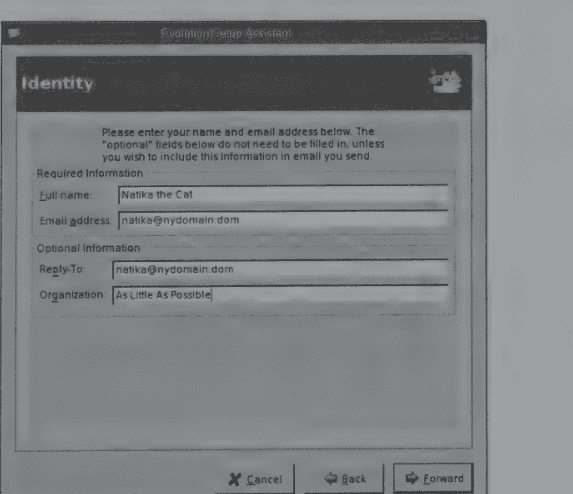 Evolution Setup Assistant
Identity
Please enter your name and email address below. The
"optional" fields below do not need to be filled in, unless
you wish to include this information in email you send.
Required Information
Full name: Natika the Cat
Email address: natika@nydomain.dom
Optional Information
Reply-To: natika@nydomain.dom
Organization: As Little As Possible
Cancel Back Forward